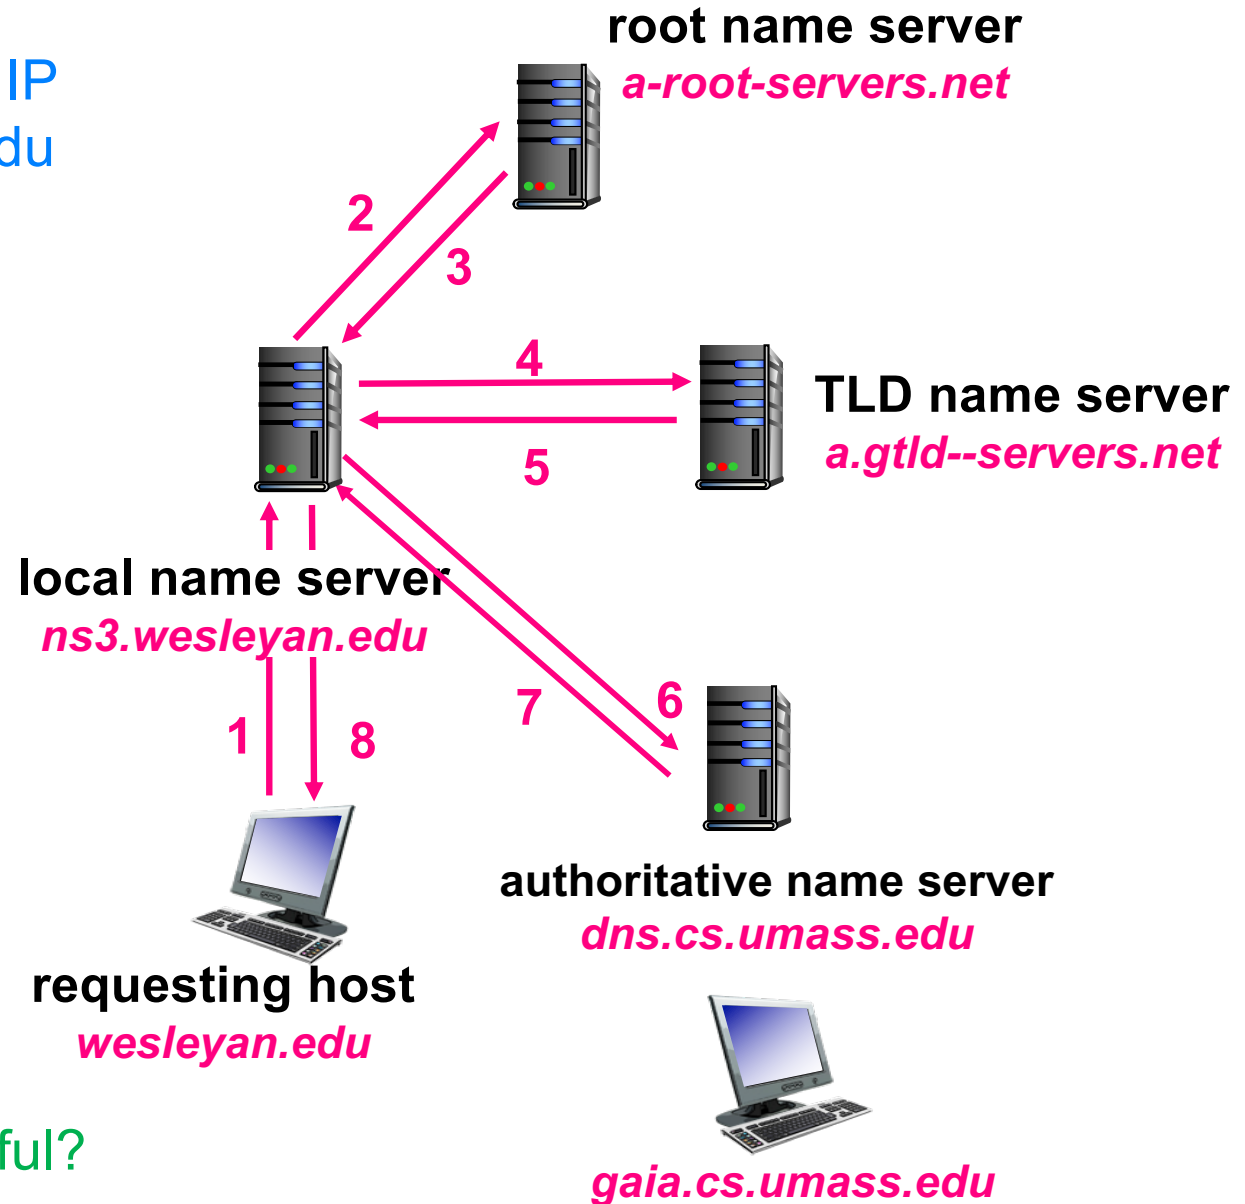 root name server
a-root-servers.net
IP
du
2
3
4
5
TLD name server
a.gtld--servers.net
local name server
ns3.wesleyan.edu
1
8
7
6
authoritative name server
dns.cs.umass.edu
requesting host
wesleyan.edu
ful?
gaia.cs.umass.edu